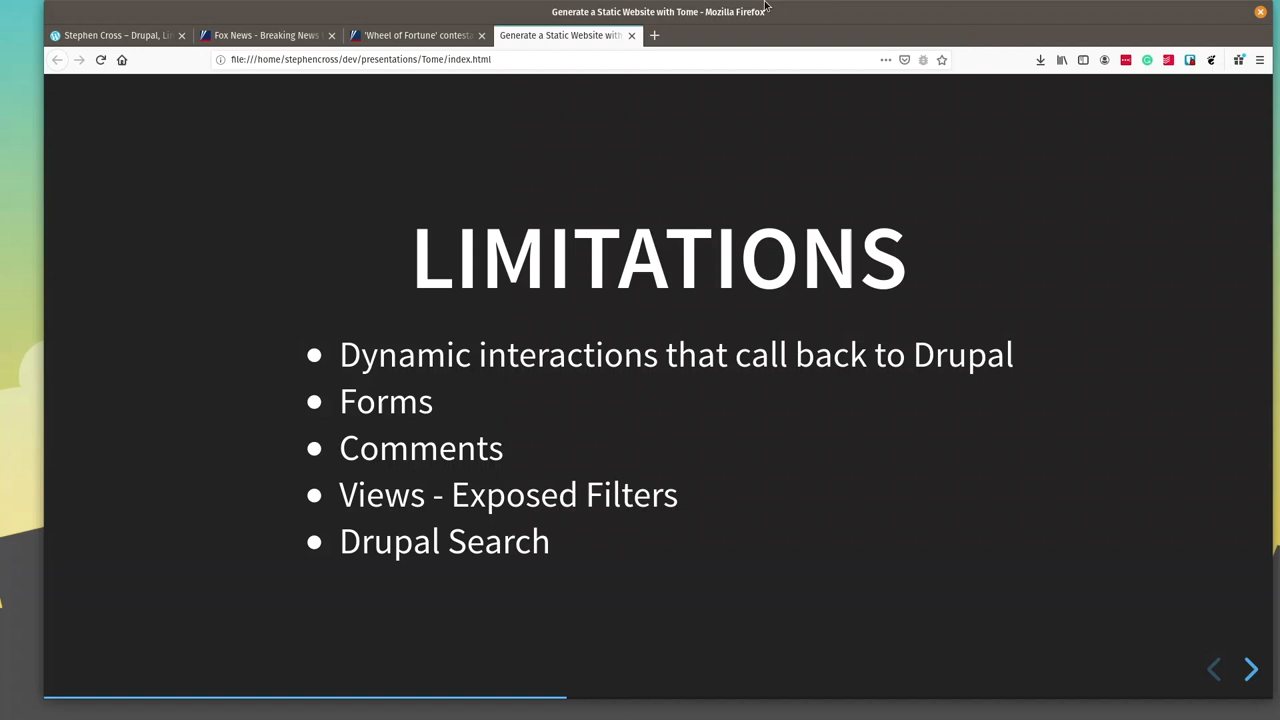 Generate a Static Website with Tome - Mozilla Firefox
Stephen Cross – Drupal, Lin
Fox News - Breaking News
'Wheel of Fortune' contesta
Generate a Static Website with
file:///home/stephencross/dev/presentations/Tome/index.html
LIMITATIONS
Dynamic interactions that call back to Drupal
Forms
Comments
Views - Exposed Filters
Drupal Search